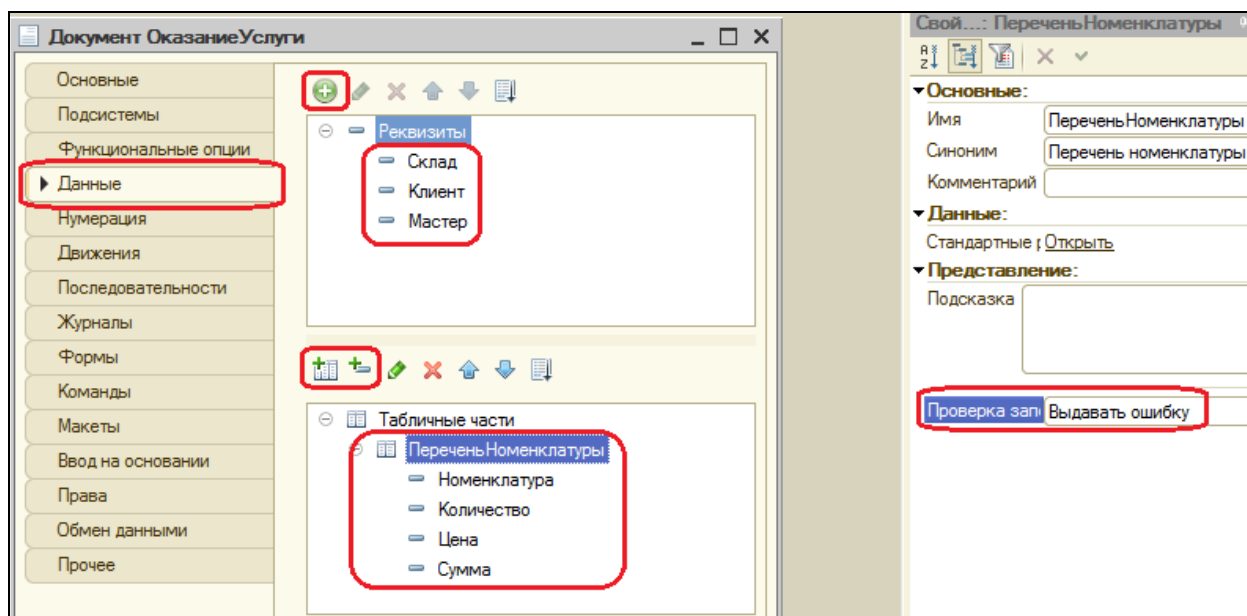 Документ ОказаниеУслуги
Основные
Подсистемы
Функциональные опции
Данные
Нумерация
Движения
Последовательности
Журналы
Формы
Команды
Макеты
Ввод на основании
Права
Обмен данными
Прочее
Реквизиты
Склад
Клиент
Мастер
Табличные части
ПереченьНоменклатуры
Номенклатура
Количество
Цена
Сумма
Свой...: ПереченьНоменклатуры
Основные:
Имя ПереченьНоменклатуры
Синоним Перечень номенклатуры
Комментарий
Данные:
Стандартные Открыть
Представление:
Подсказка
Проверка Выдавать ошибку